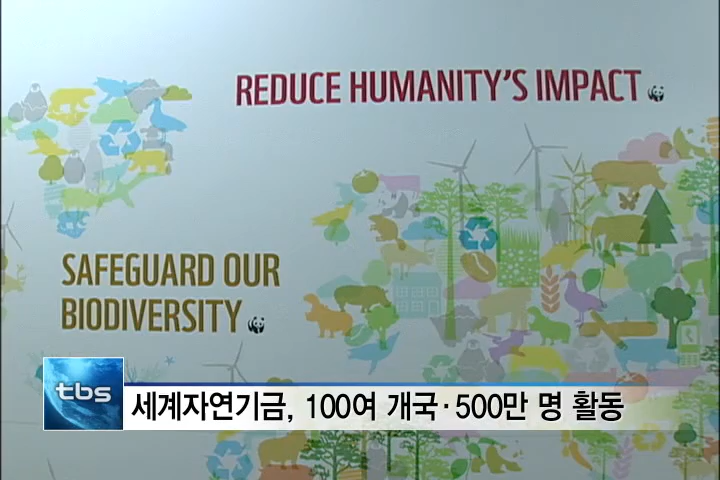 REDUCE HUMANITY'S IMPACT
SAFEGUARD OUR
BIODIVERSITY
tbs
세계자연기금, 100여 개국·500만 명 활동